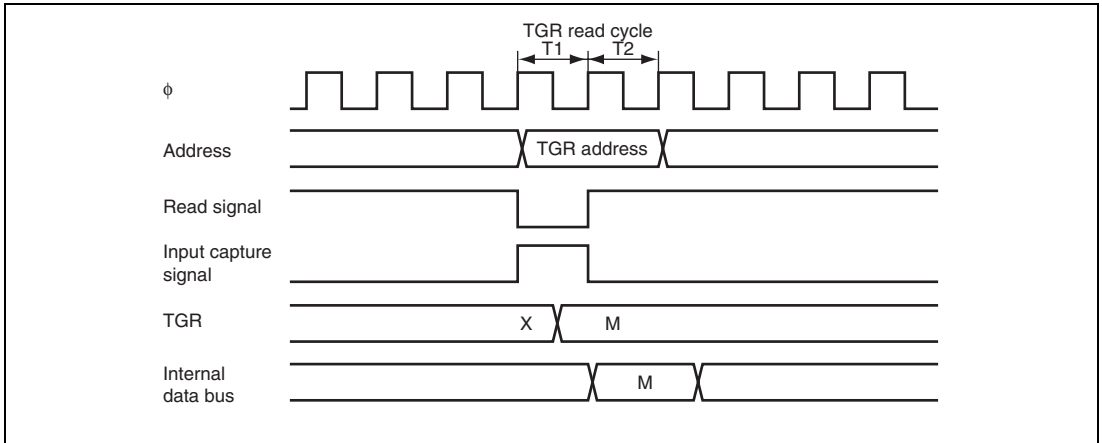 TGR read cycle
T1 T2
ϕ
Address
TGR address
Read signal
Input capture
signal
TGR
X M
Internal
data bus
M